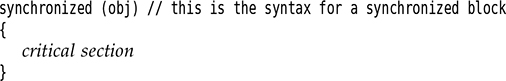 synchronized (obj) // this is the syntax for a synchronized block
{
critical section
}